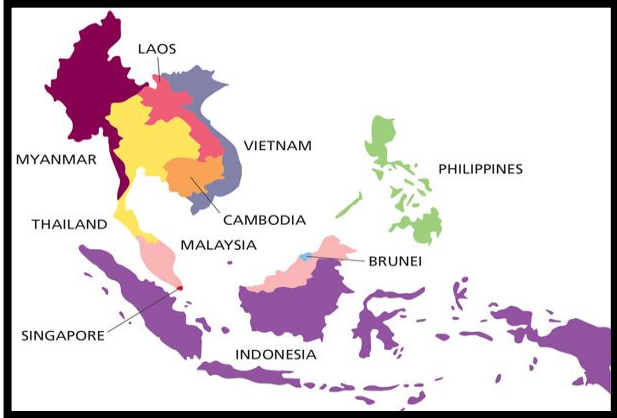 LAOS
VIETNAM
MYANMAR
PHILIPPINES
CAMBODIA
THAILAND
MALAYSIA
BRUNEI
SINGAPORE
INDONESIA